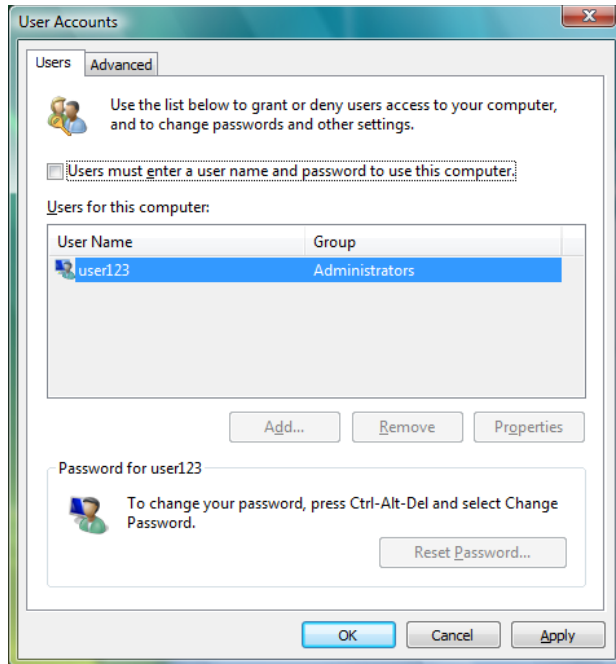 User Accounts
Users
Advanced
Use the list below to grant or deny users access to your computer,
and to change passwords and other settings.
Users must enter a user name and password to use this computer.
Users for this computer:
User Name Group
user123 Administrators
Add... Remove Properties
Password for user123
To change your password, press Ctrl-Alt-Del and select Change
Password.
Reset Password...
OK Cancel Apply